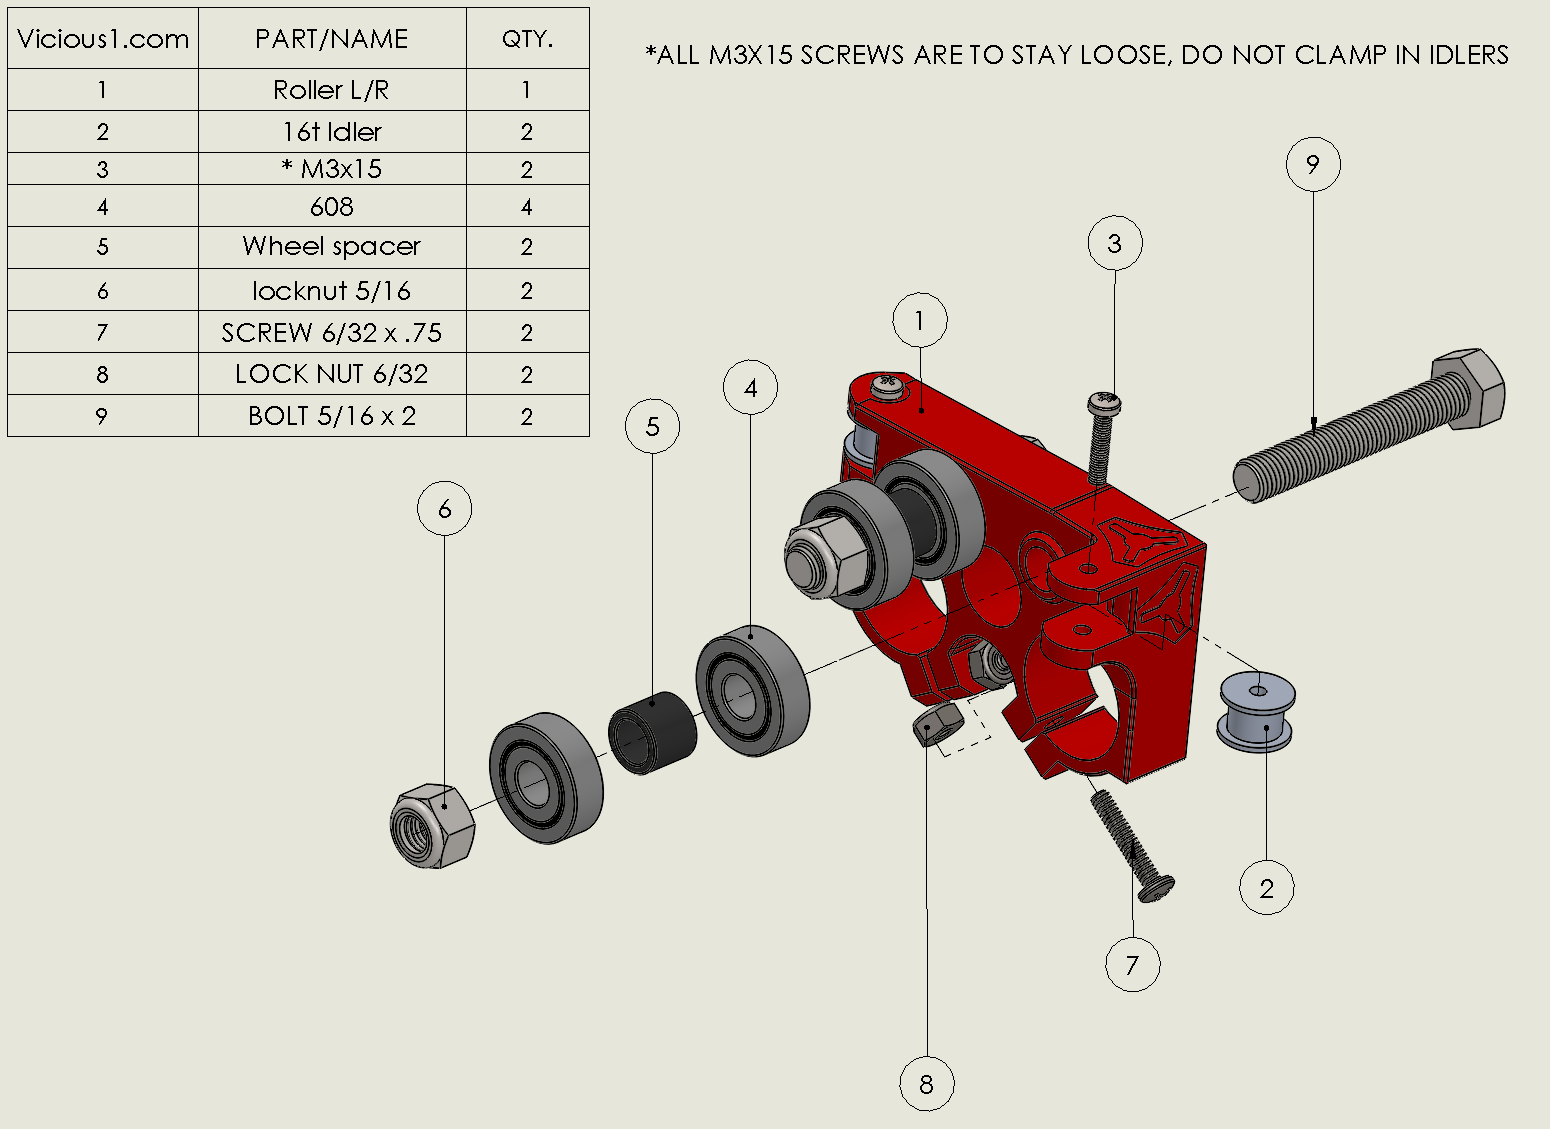 Vicious1.com PART/NAME QTY.
1 Roller L/R 1
2 16t Idler 2
3 * M3x15 2
4 608 4
5 Wheel spacer 2
6 locknut 5/16 2
7 SCREW 6/32 x .75 2
8 LOCK NUT 6/32 2
9 BOLT 5/16 x 2 2
*ALL M3X15 SCREWS ARE TO STAY LOOSE, DO NOT CLAMP IN IDLERS
9
3
1
4
5
6
2
7
8